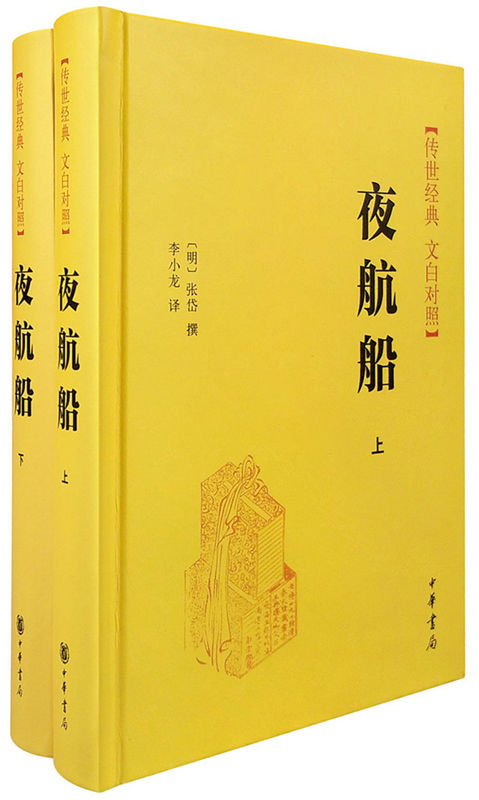 【传世经典 文白对照】
夜航船
上
〔明〕张岱 撰
李小龙 译
中华书局
【传世经典 文白对照】
夜航船
上
中华书局
【传世经典 文白对照】
夜航船
下
中华书局